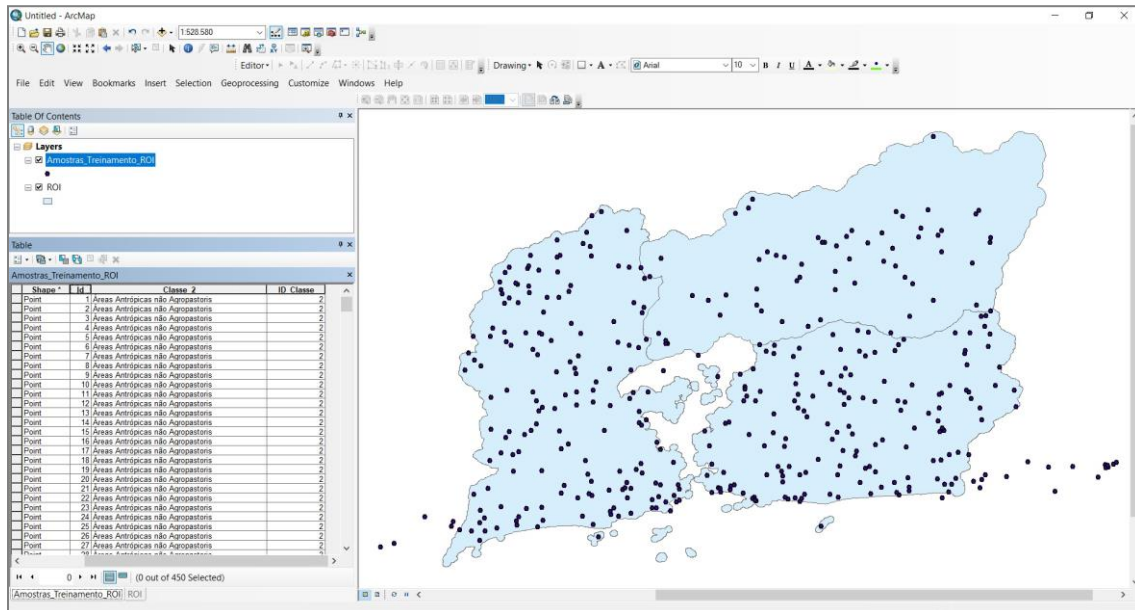 Untitled - ArcMap
1:528.580
Editor
Drawing
A
Arial
10
B I U A
File Edit View Bookmarks Insert Selection Geoprocessing Customize Windows Help
Table Of Contents
Layers
Amostras_Treinamento_ROI
ROI
Table
Amostras_Treinamento_ROI
Shape * Id Classe_2 ID_Classe
Point 1 Áreas Antrópicas não Agropastoris 2
Point 2 Áreas Antrópicas não Agropastoris 2
Point 3 Áreas Antrópicas não Agropastoris 2
Point 4 Áreas Antrópicas não Agropastoris 2
Point 5 Áreas Antrópicas não Agropastoris 2
Point 6 Áreas Antrópicas não Agropastoris 2
Point 7 Áreas Antrópicas não Agropastoris 2
Point 8 Áreas Antrópicas não Agropastoris 2
Point 9 Áreas Antrópicas não Agropastoris 2
Point 10 Áreas Antrópicas não Agropastoris 2
Point 11 Áreas Antrópicas não Agropastoris 2
Point 12 Áreas Antrópicas não Agropastoris 2
Point 13 Áreas Antrópicas não Agropastoris 2
Point 14 Áreas Antrópicas não Agropastoris 2
Point 15 Áreas Antrópicas não Agropastoris 2
Point 16 Áreas Antrópicas não Agropastoris 2
Point 17 Áreas Antrópicas não Agropastoris 2
Point 18 Áreas Antrópicas não Agropastoris 2
Point 19 Áreas Antrópicas não Agropastoris 2
Point 20 Áreas Antrópicas não Agropastoris 2
Point 21 Áreas Antrópicas não Agropastoris 2
Point 22 Áreas Antrópicas não Agropastoris 2
Point 23 Áreas Antrópicas não Agropastoris 2
Point 24 Áreas Antrópicas não Agropastoris 2
Point 25 Áreas Antrópicas não Agropastoris 2
Point 26 Áreas Antrópicas não Agropastoris 2
Point 27 Áreas Antrópicas não Agropastoris 2
0 (0 out of 450 Selected)
Amostras_Treinamento_ROI ROI